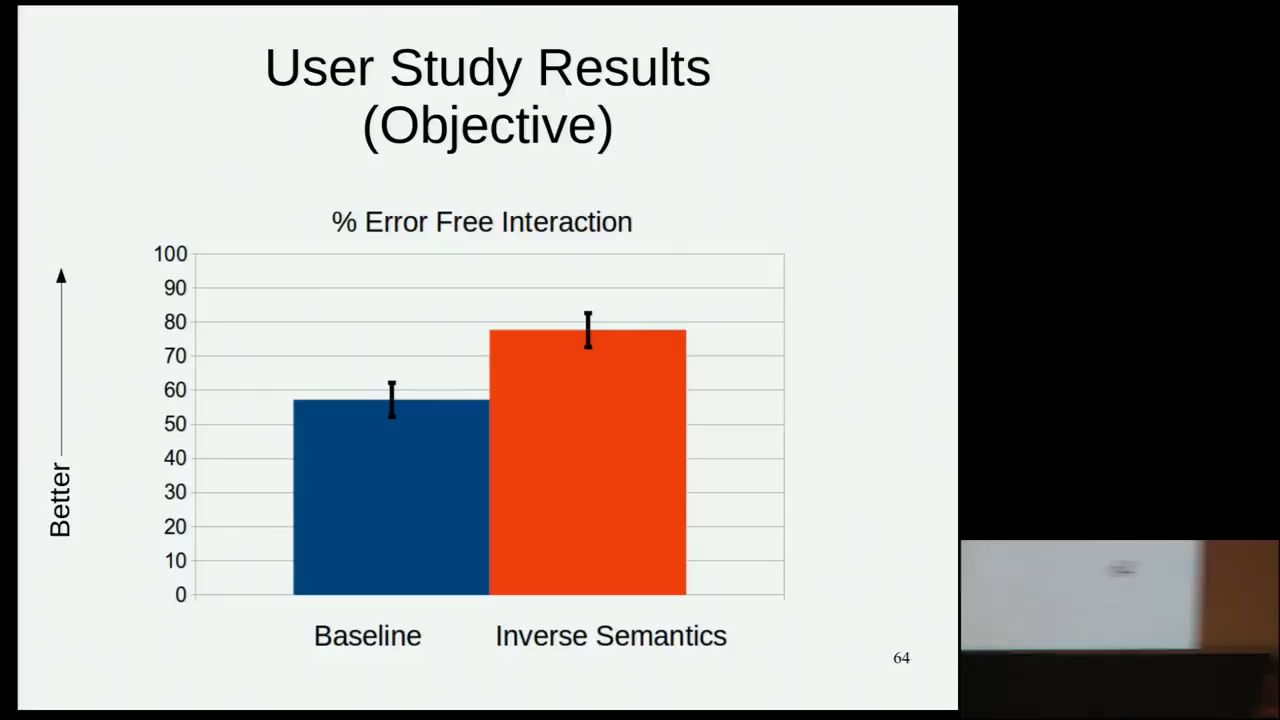 User Study Results
(Objective)
% Error Free Interaction
100
90
80
70
60
50
40
30
20
10
0
Better
Baseline
Inverse Semantics
64